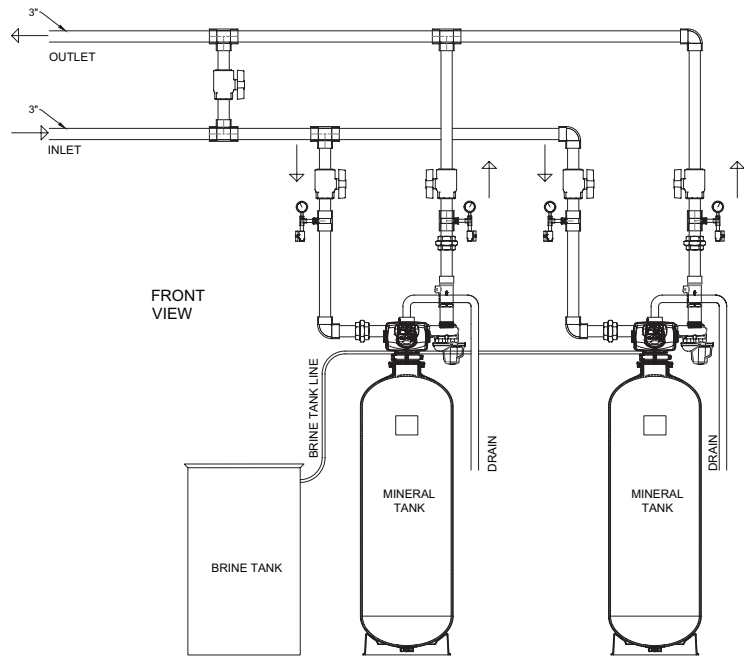 3"
OUTLET
3"
INLET
FRONT
VIEW
BRINE TANK LINE
DRAIN
DRAIN
MINERAL
TANK
MINERAL
TANK
BRINE TANK